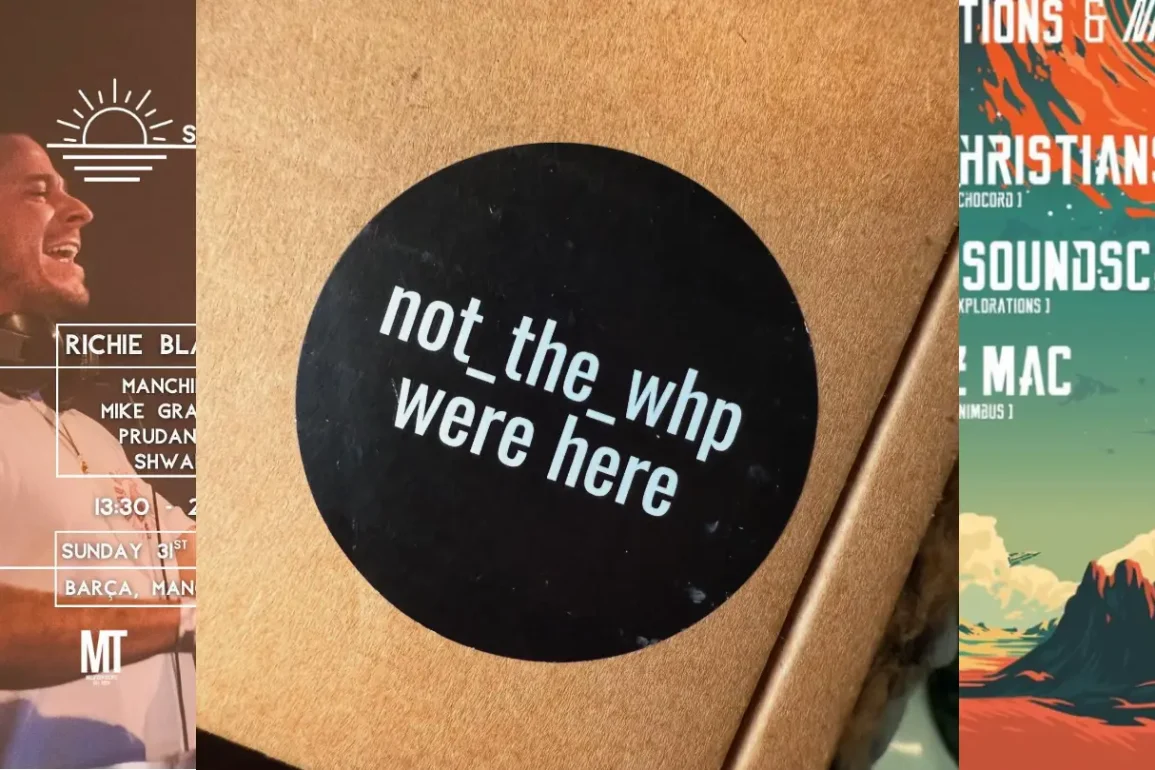 S
RICHIE BLA
MANCHI
MIKE GRA
PRUDAN
SHWA
13:30 - 2
SUNDAY 31ST
BARÇA, MAN
MT
not_the_whp
were here
TIONS & N
HRISTIANS
CHOCORD ]
SOUNDSC
XPLORATIONS ]
E MAC
NIMBUS ]